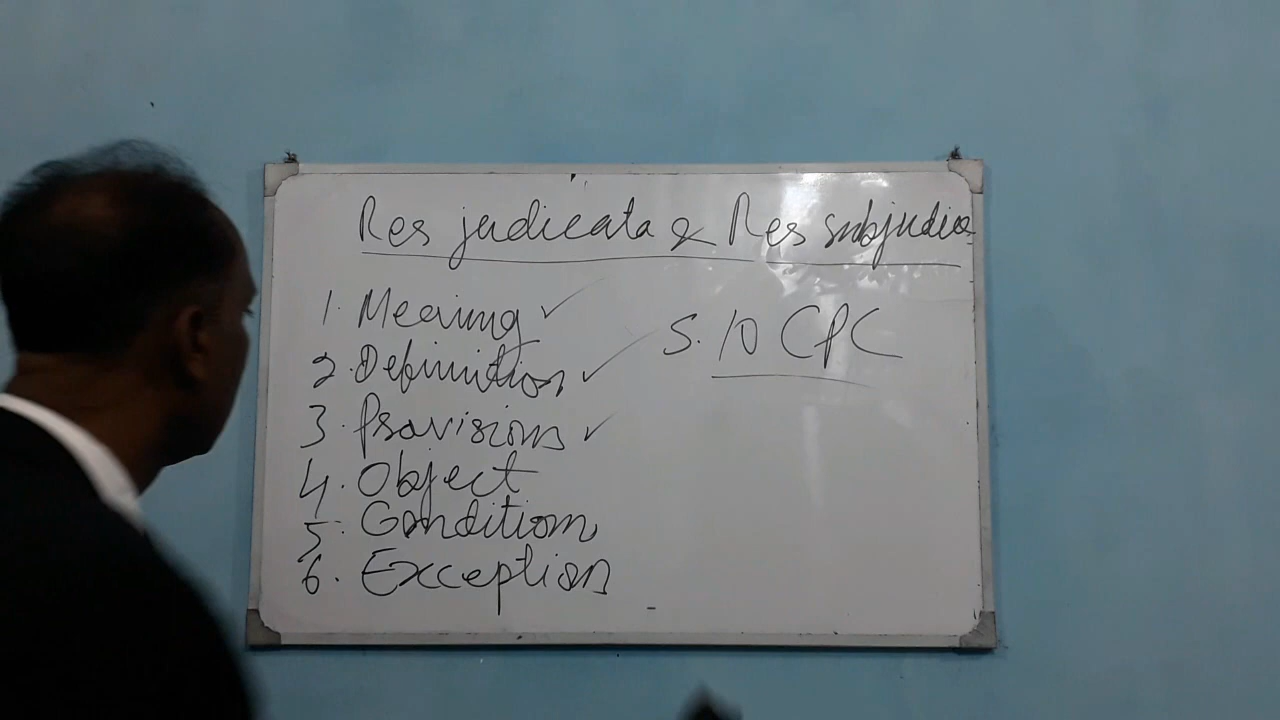 Res judicata & Res subjudice
1. Meaning ✓
2. Definition ✓
3. Provisions ✓
4. Object
5. Condition
6. Exception
S. 10 CPC